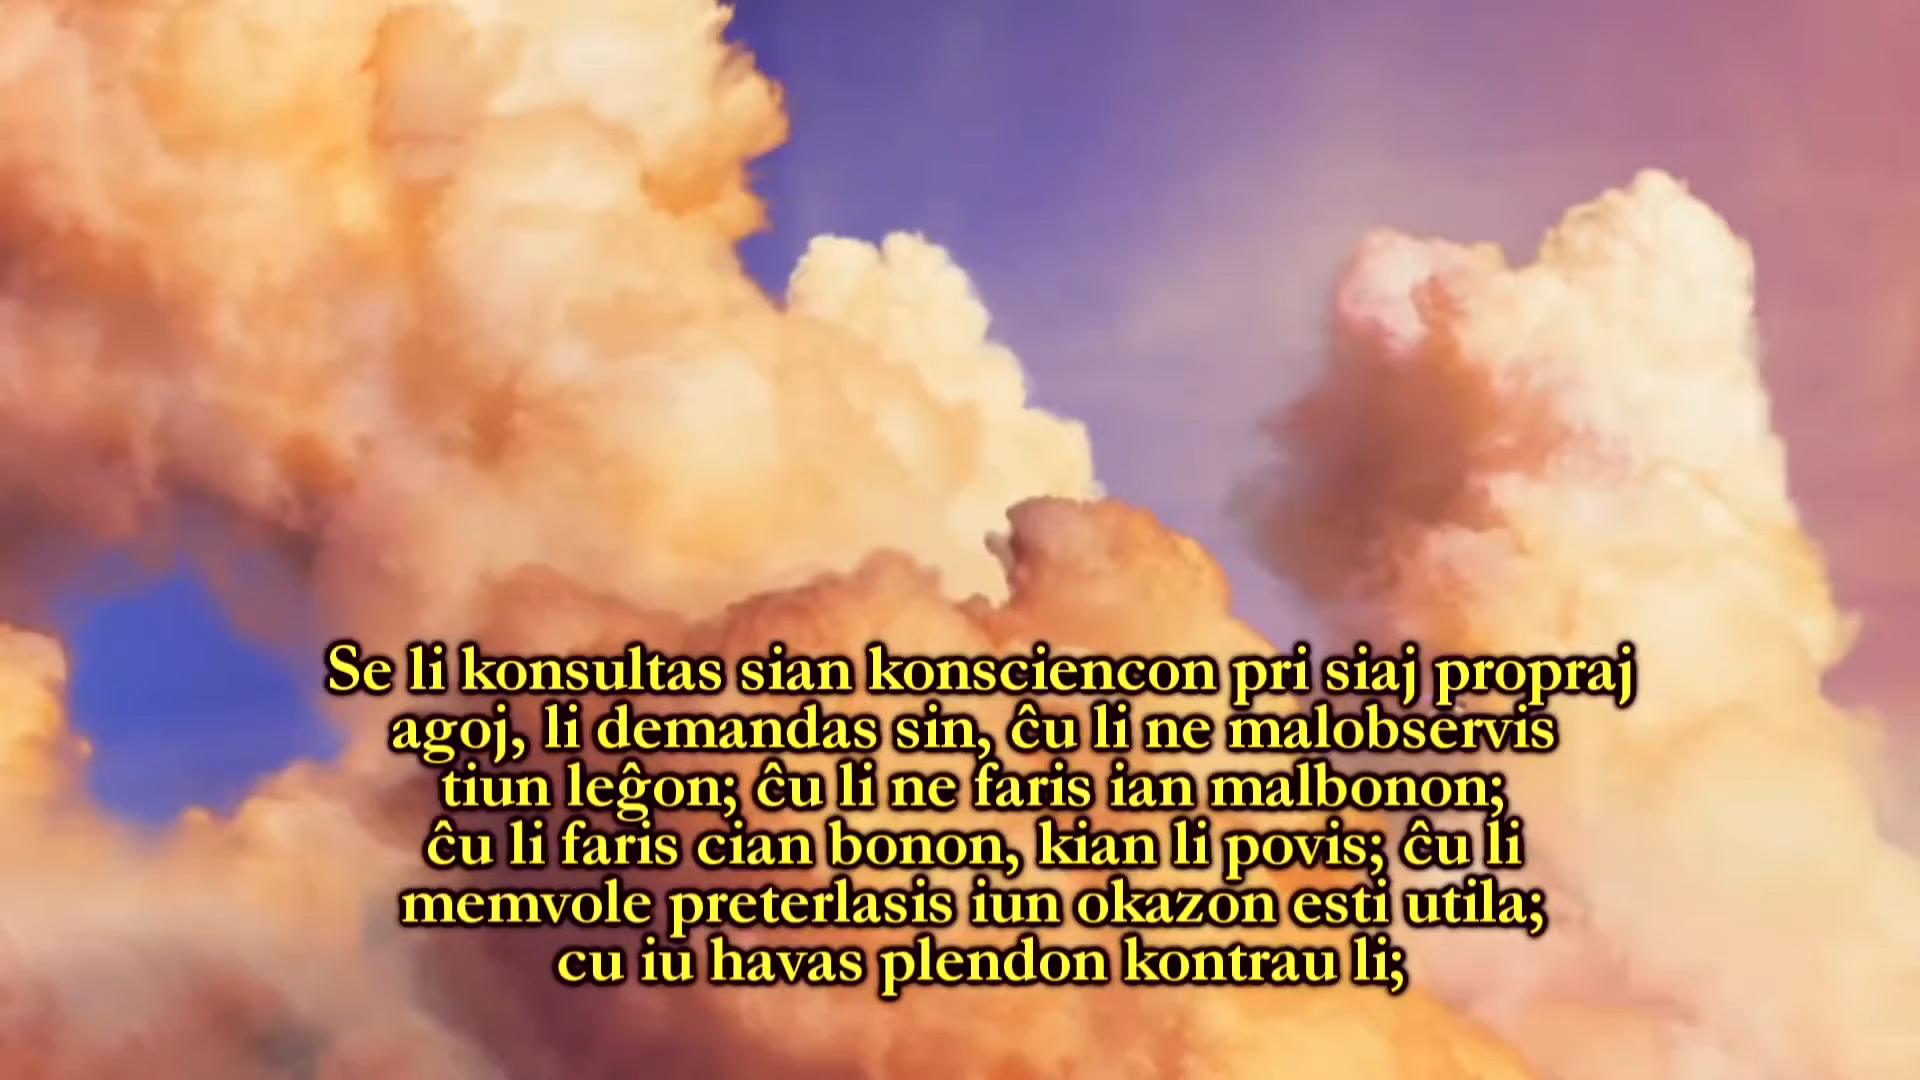 Se li konsultas sian konsciencon pri siaj propraj
agoj, li demandas sin, ĉu li ne malobservis
tiun leĝon; ĉu li ne faris ian malbonon;
ĉu li faris cian bonon, kian li povis; ĉu li
memvole preterlasis iun okazon esti utila;
cu iu havas plendon kontrau li;